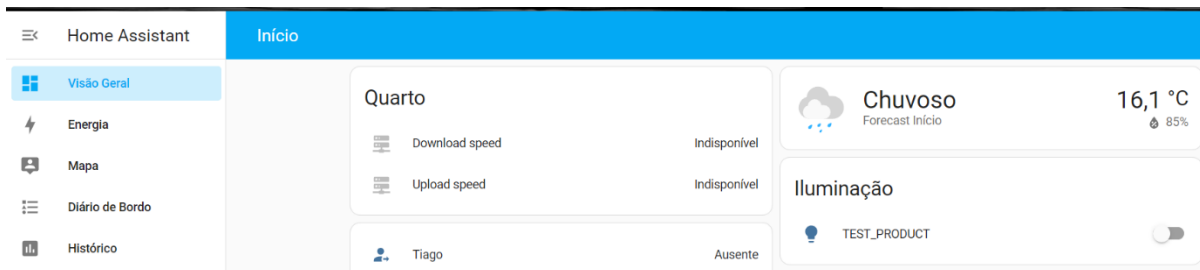 Home Assistant
Início
Visão Geral
Energia
Mapa
Diário de Bordo
Histórico
Quarto
Download speed Indisponível
Upload speed Indisponível
Tiago Ausente
Chuvoso 16,1 °C
Forecast Início 85%
Iluminação
TEST_PRODUCT